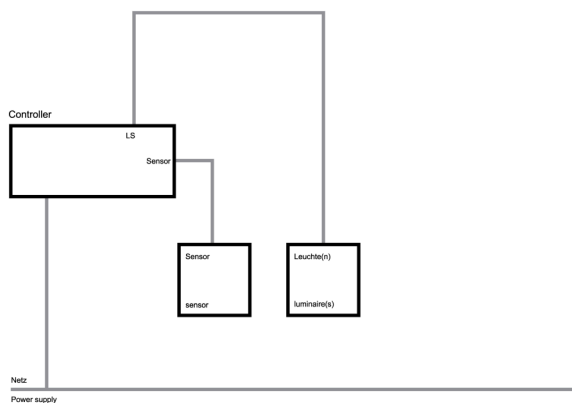 Controller
LS
Sensor
Sensor
sensor
Leuchte(n)
luminaire(s)
Netz
Power supply